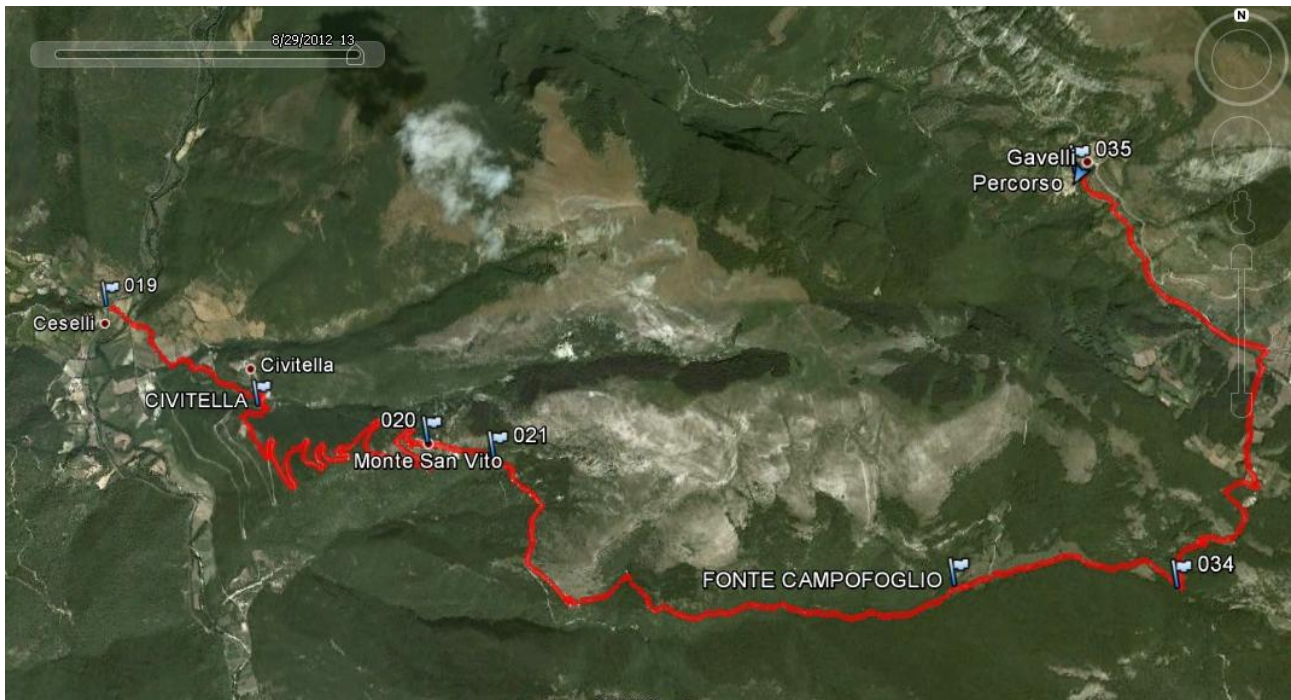 8/29/2012 13
N
Gavelli
035
Percorso
019
Ceselli
Civitella
CIVITELLA
020
021
Monte San Vito
FONTE CAMPOFOGLIO
034